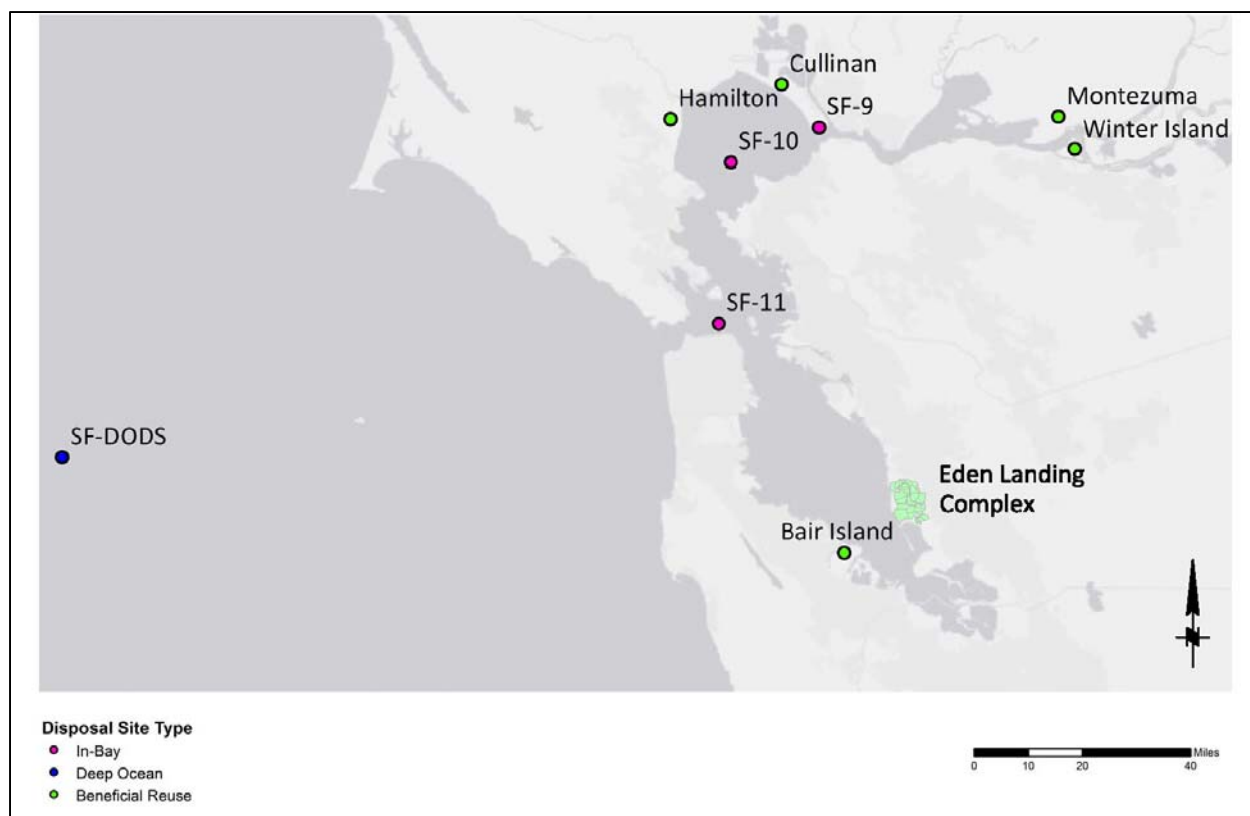 Cullinan
Hamilton
SF-9
Montezuma
Winter Island
SF-10
SF-11
SF-DODS
Eden Landing
Complex
Bair Island
Disposal Site Type
In-Bay
Deep Ocean
Beneficial Reuse
Miles
0 10 20 40
N